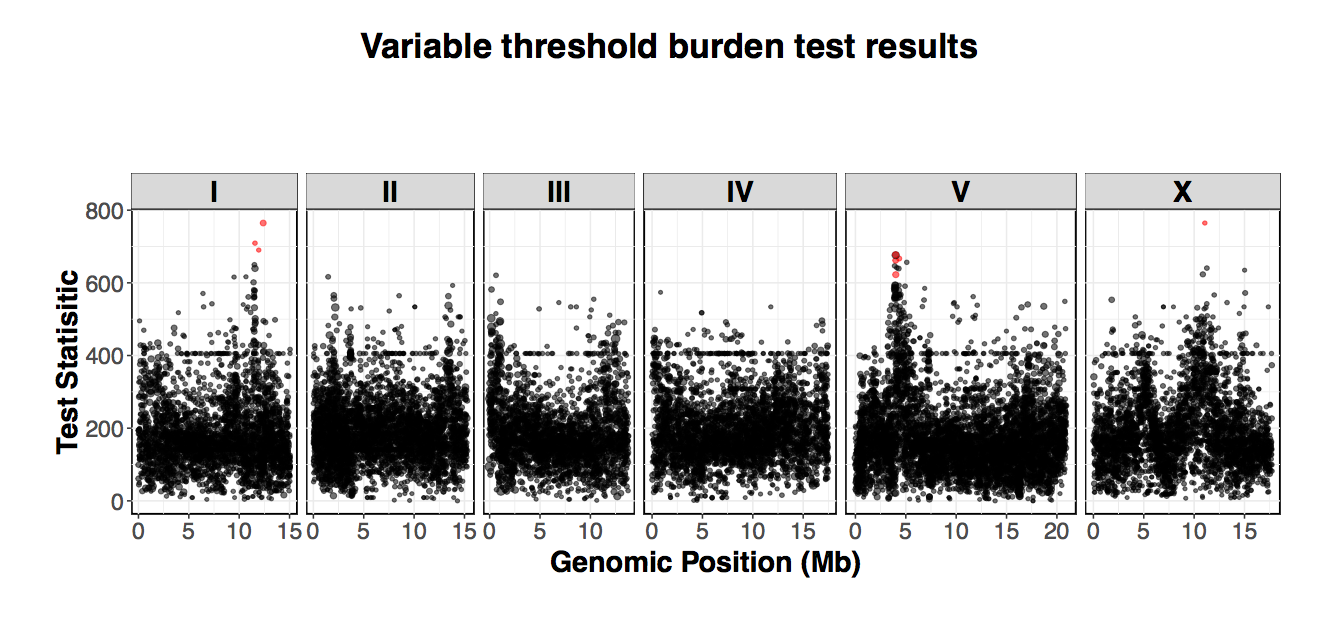 Variable threshold burden test results
I II III IV V X
800
600
400
200
0
Test Statisitic
0 5 10 15 0 5 10 15 0 5 10 0 5 10 15 0 5 10 15 20 0 5 10 15
Genomic Position (Mb)